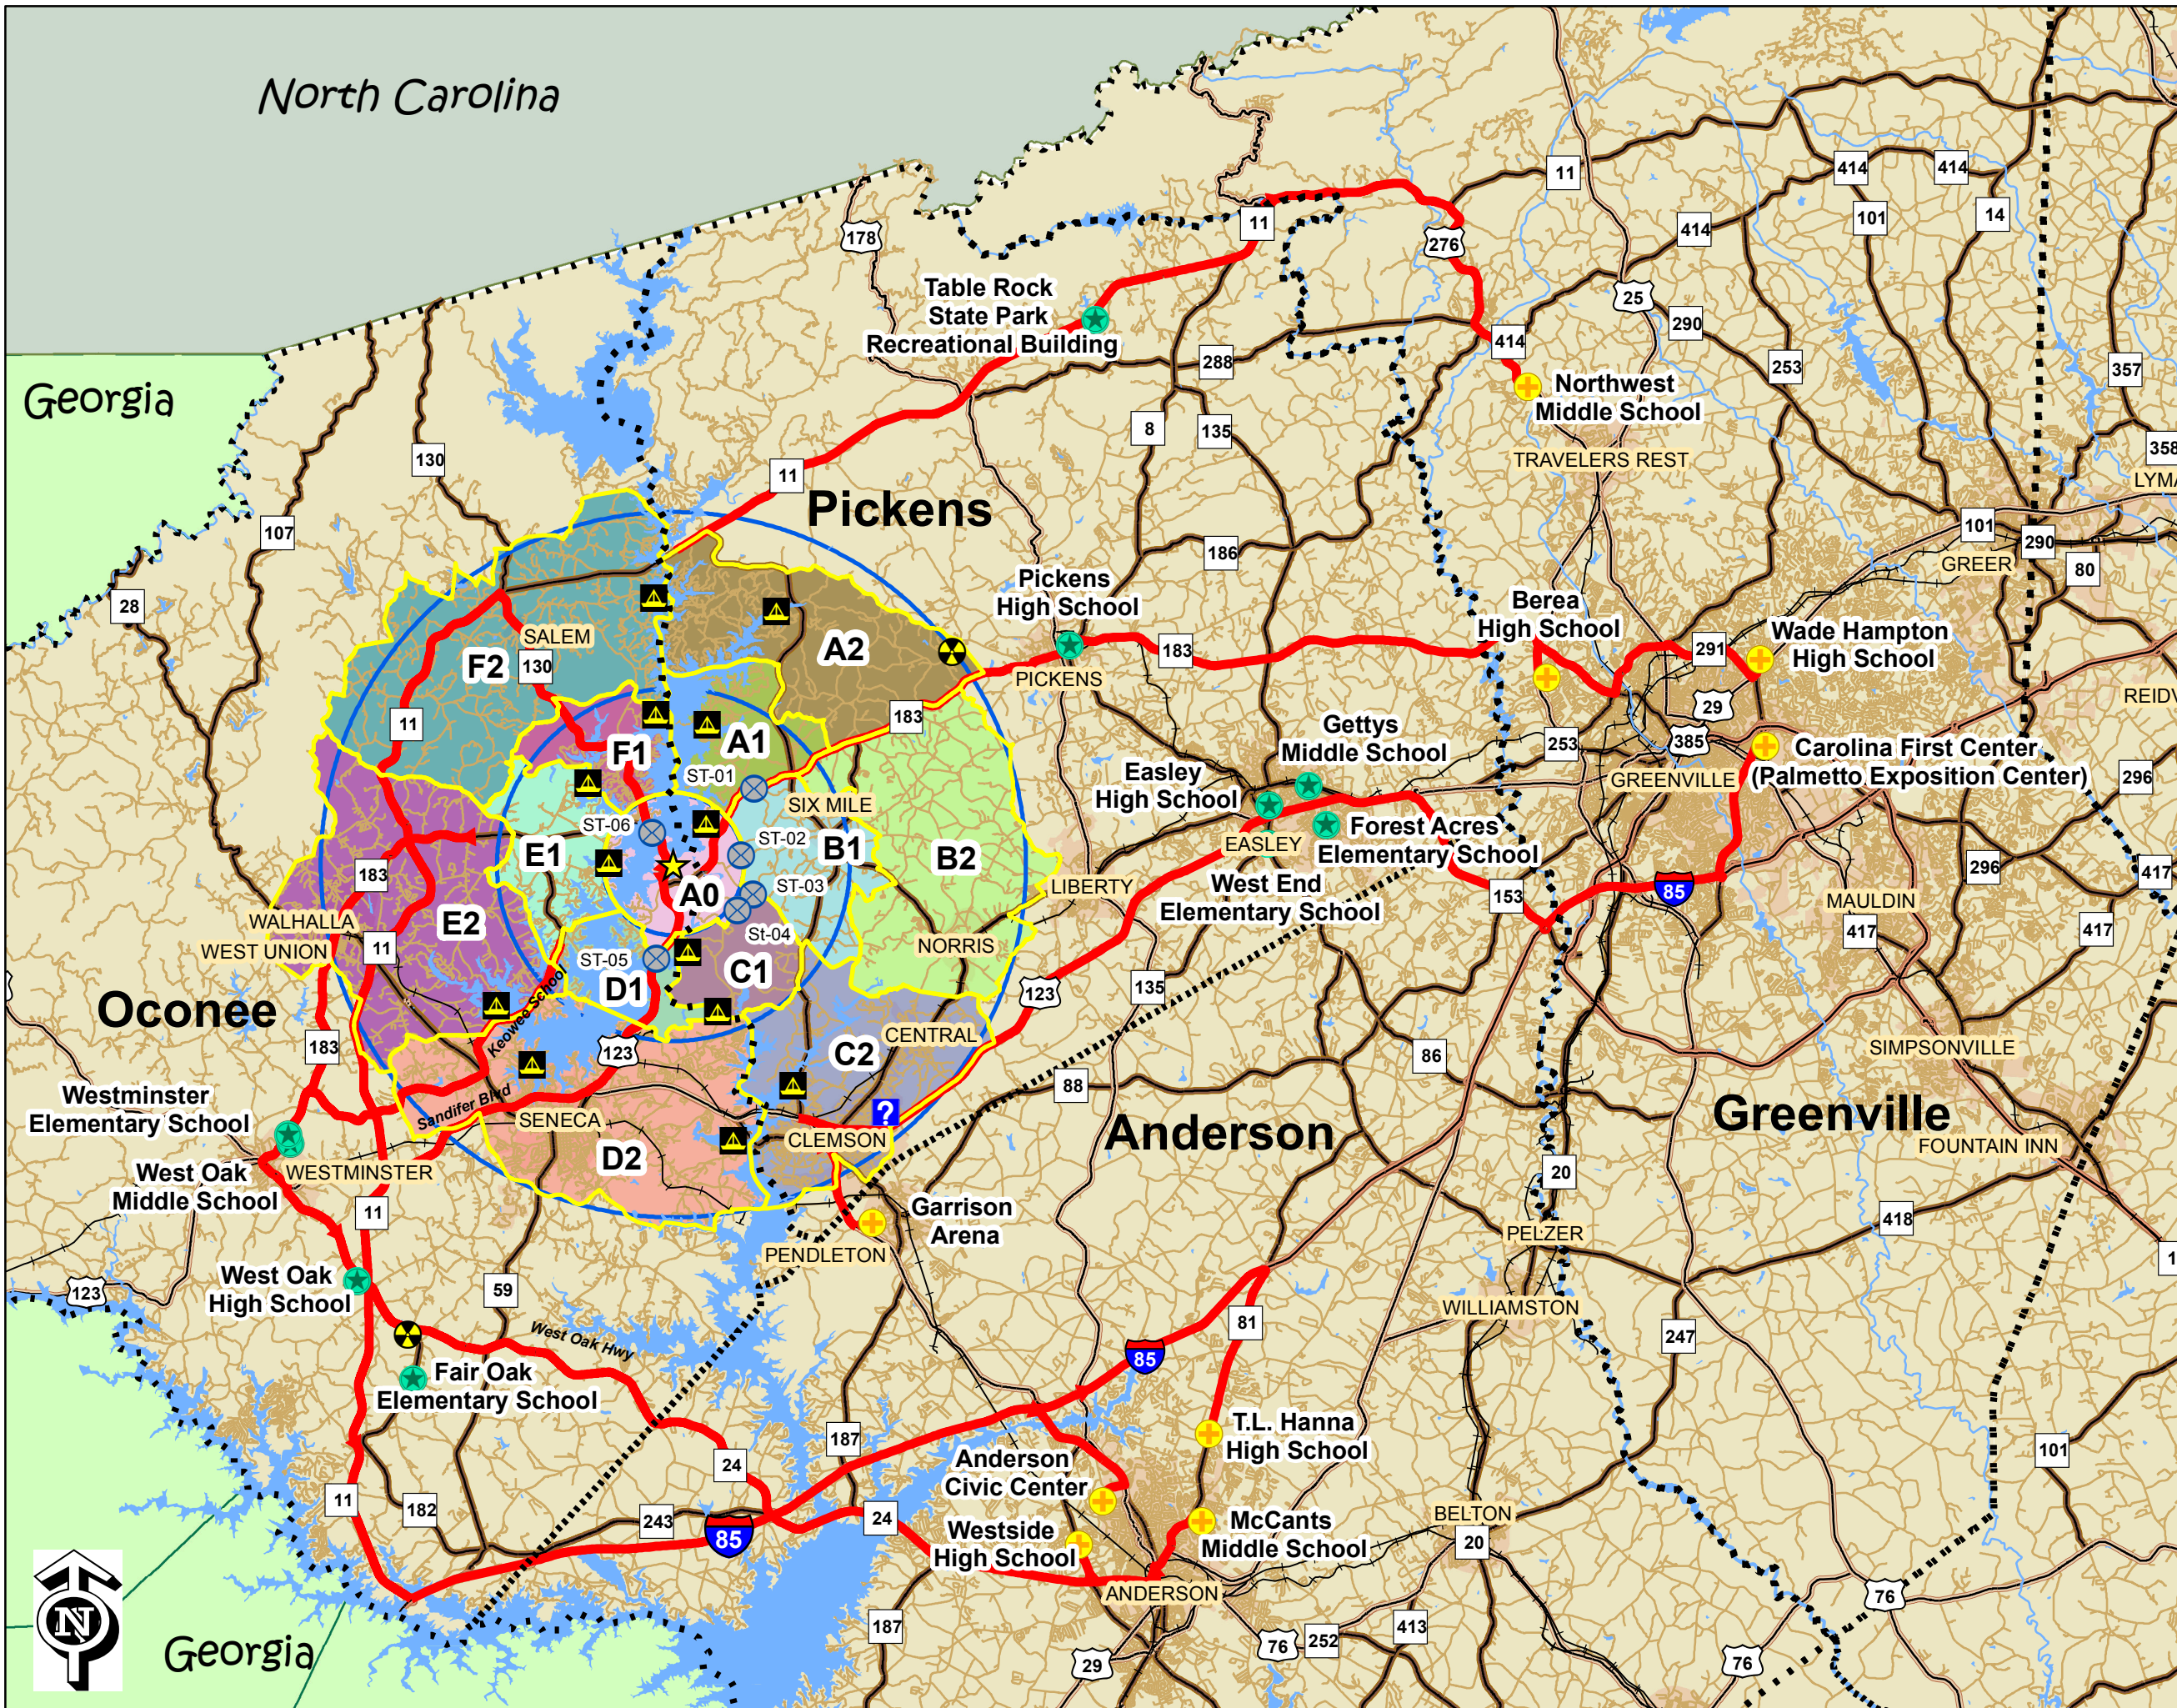 North Carolina
Georgia
178
11
276
11
414
414
101
14
414
25
290
253
357
358
Table Rock
State Park
Recreational Building
288
414
Northwest
Middle School
TRAVELERS REST
8
135
130
107
28
11
Pickens
186
101
290
80
GREER
Pickens
High School
PICKENS
183
Berea
High School
291
Wade Hampton
High School
29
385
253
GREENVILLE
Carolina First Center
(Palmetto Exposition Center)
296
SALEM
130
F2
11
A2
183
F1
A1
ST-01
SIX MILE
ST-06
ST-02
E1
B1
B2
ST-03
A0
St-04
ST-05
D1
C1
183
WALHALLA
WEST UNION
E2
11
NORRIS
LIBERTY
Gettys
Middle School
Easley
High School
EASLEY
Forest Acres
Elementary School
West End
Elementary School
153
85
MAULDIN
417
296
417
417
SIMPSONVILLE
Oconee
183
Keowee School
123
Sandifer Blvd
SENECA
D2
C2
CENTRAL
?
CLEMSON
123
135
88
86
Anderson
Greenville
FOUNTAIN INN
418
20
PELZER
WILLIAMSTON
247
Westminster
Elementary School
West Oak
Middle School
WESTMINSTER
11
West Oak
High School
123
59
West Oak Hwy
Fair Oak
Elementary School
Garrison
Arena
PENDLETON
85
81
T.L. Hanna
High School
Anderson
Civic Center
Westside
High School
McCants
Middle School
ANDERSON
BELTON
20
101
187
24
24
243
85
182
11
187
29
76
252
413
76
76
N
Georgia